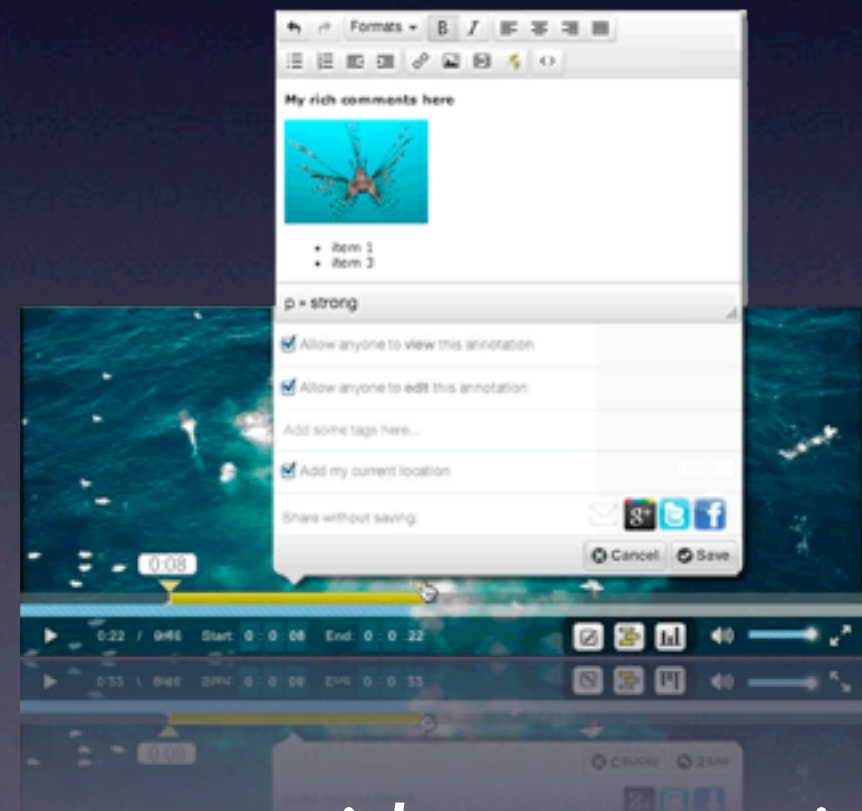 Formats B I
My rich comments here
item 1
item 3
p » strong
Allow anyone to view this annotation
Allow anyone to edit this annotation
Add some tags here...
Add my current location
Share without saving:
g+ t f
Cancel Save
0:08
0:22 / 0:46 Start: 0 : 0 : 08 End: 0 : 0 : 22